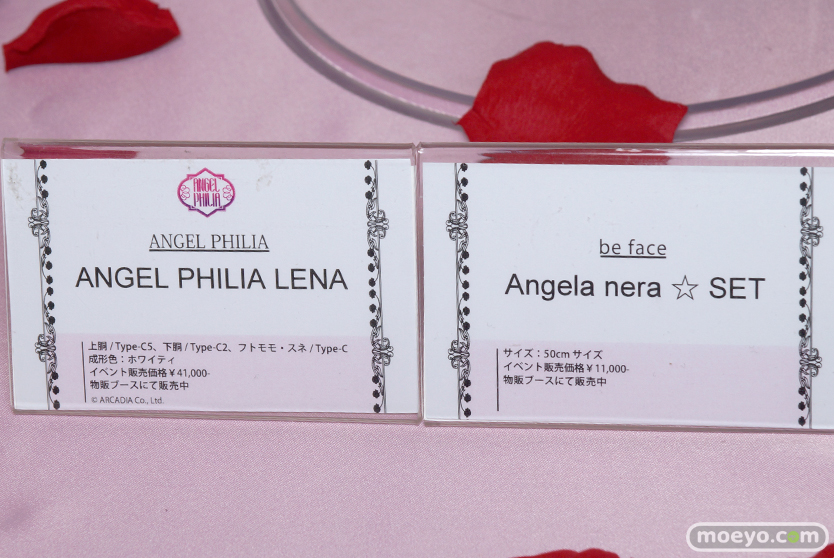 ANGEL
PHILIA
ANGEL PHILIA
ANGEL PHILIA LENA
上胴 / Type-C5、下胴 / Type-C2、フトモモ・スネ / Type-C
成形色：ホワイティ
イベント販売価格￥41,000-
物販ブースにて販売中
© ARCADIA Co., Ltd.
be face
Angela nera ☆ SET
サイズ：50cm サイズ
イベント販売価格￥11,000-
物販ブースにて販売中
moeyo.com